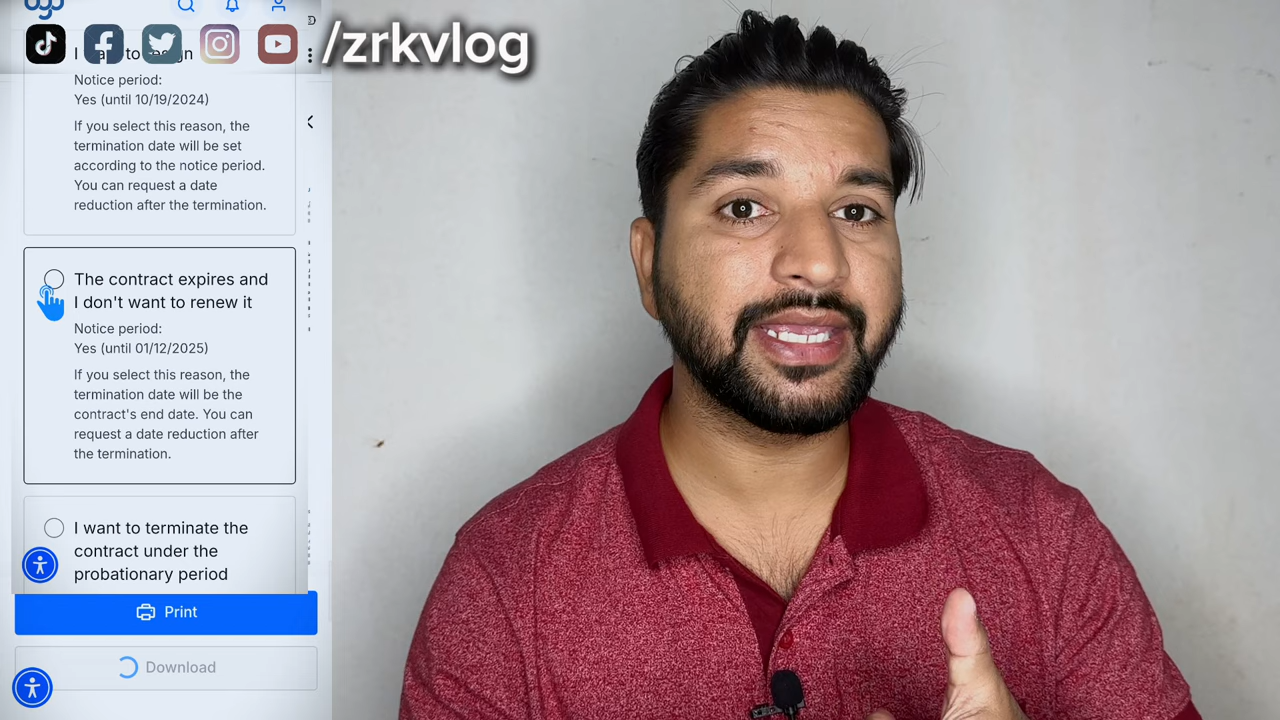 /zrkvlog
I want to resign
Notice period:
Yes (until 10/19/2024)
If you select this reason, the
termination date will be set
according to the notice period.
You can request a date
reduction after the termination.
The contract expires and
I don't want to renew it
Notice period:
Yes (until 01/12/2025)
If you select this reason, the
termination date will be the
contract's end date. You can
request a date reduction after
the termination.
I want to terminate the
contract under the
probationary period
Print
Download